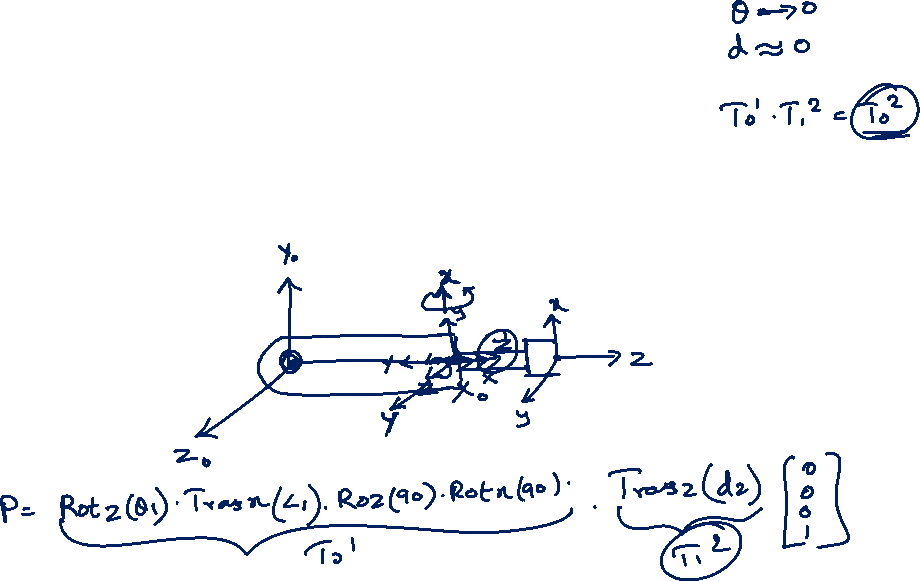 θ → 0
d ≈ 0
T₀¹ · T₁² = T₀²
Y₀
x
y
x
z
z
x
X₀
y
y
Z₀
P = Rotz(θ₁) · Trasx(L₁) · Roz(90) · Rotx(90) · Trasz(d₂) [0 0 0 1]
T₀¹
T₁²